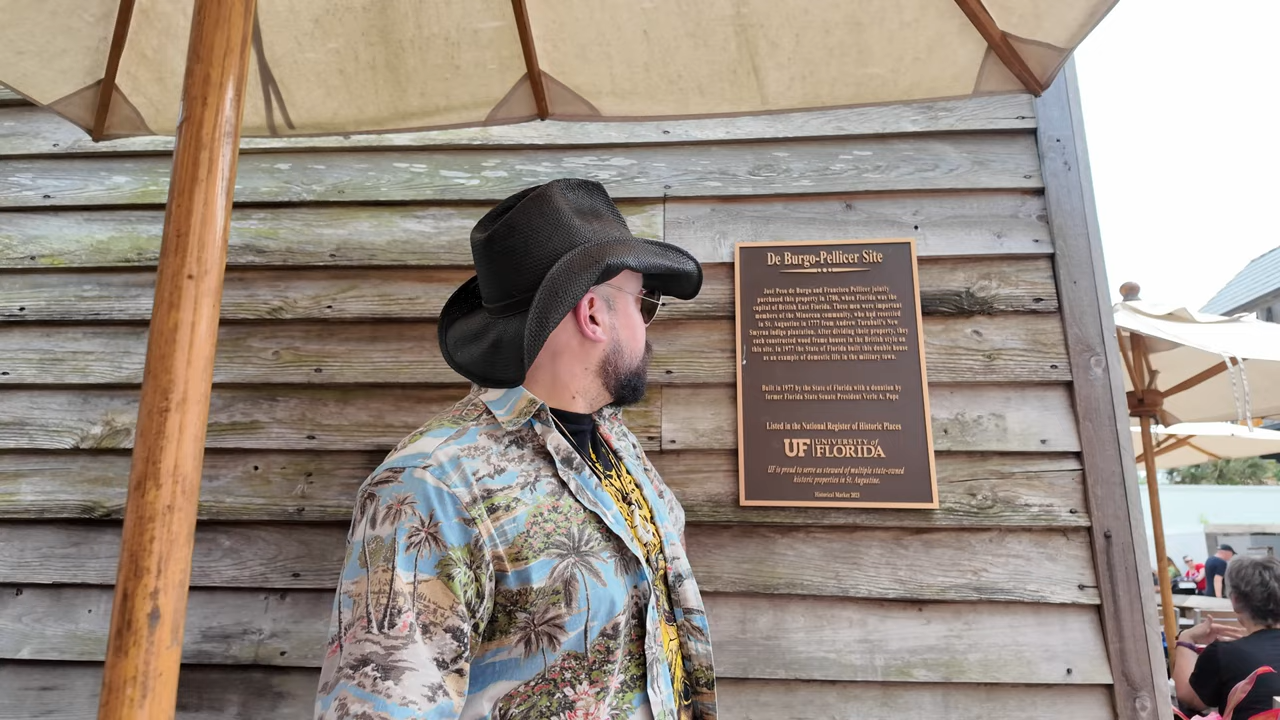 De Burgo-Pellicer Site
José Peso de Burgo and Francisco Pellicer jointly
purchased this property in 1780, when Florida was the
capital of British East Florida. These men were important
members of the Minorcan community, who had resettled
in St. Augustine in 1777 from Andrew Turnbull's New
Smyrna indigo plantation. After dividing their property, they
each constructed wood frame houses in the British style on
this site. In 1977 the State of Florida built this double house
as an example of domestic life in the military town.
Built in 1977 by the State of Florida with a donation by
former Florida State Senate President Verle A. Pope
Listed in the National Register of Historic Places
UF UNIVERSITY of
FLORIDA
UF is proud to serve as steward of multiple state-owned
historic properties in St. Augustine.
Historical Marker 2023